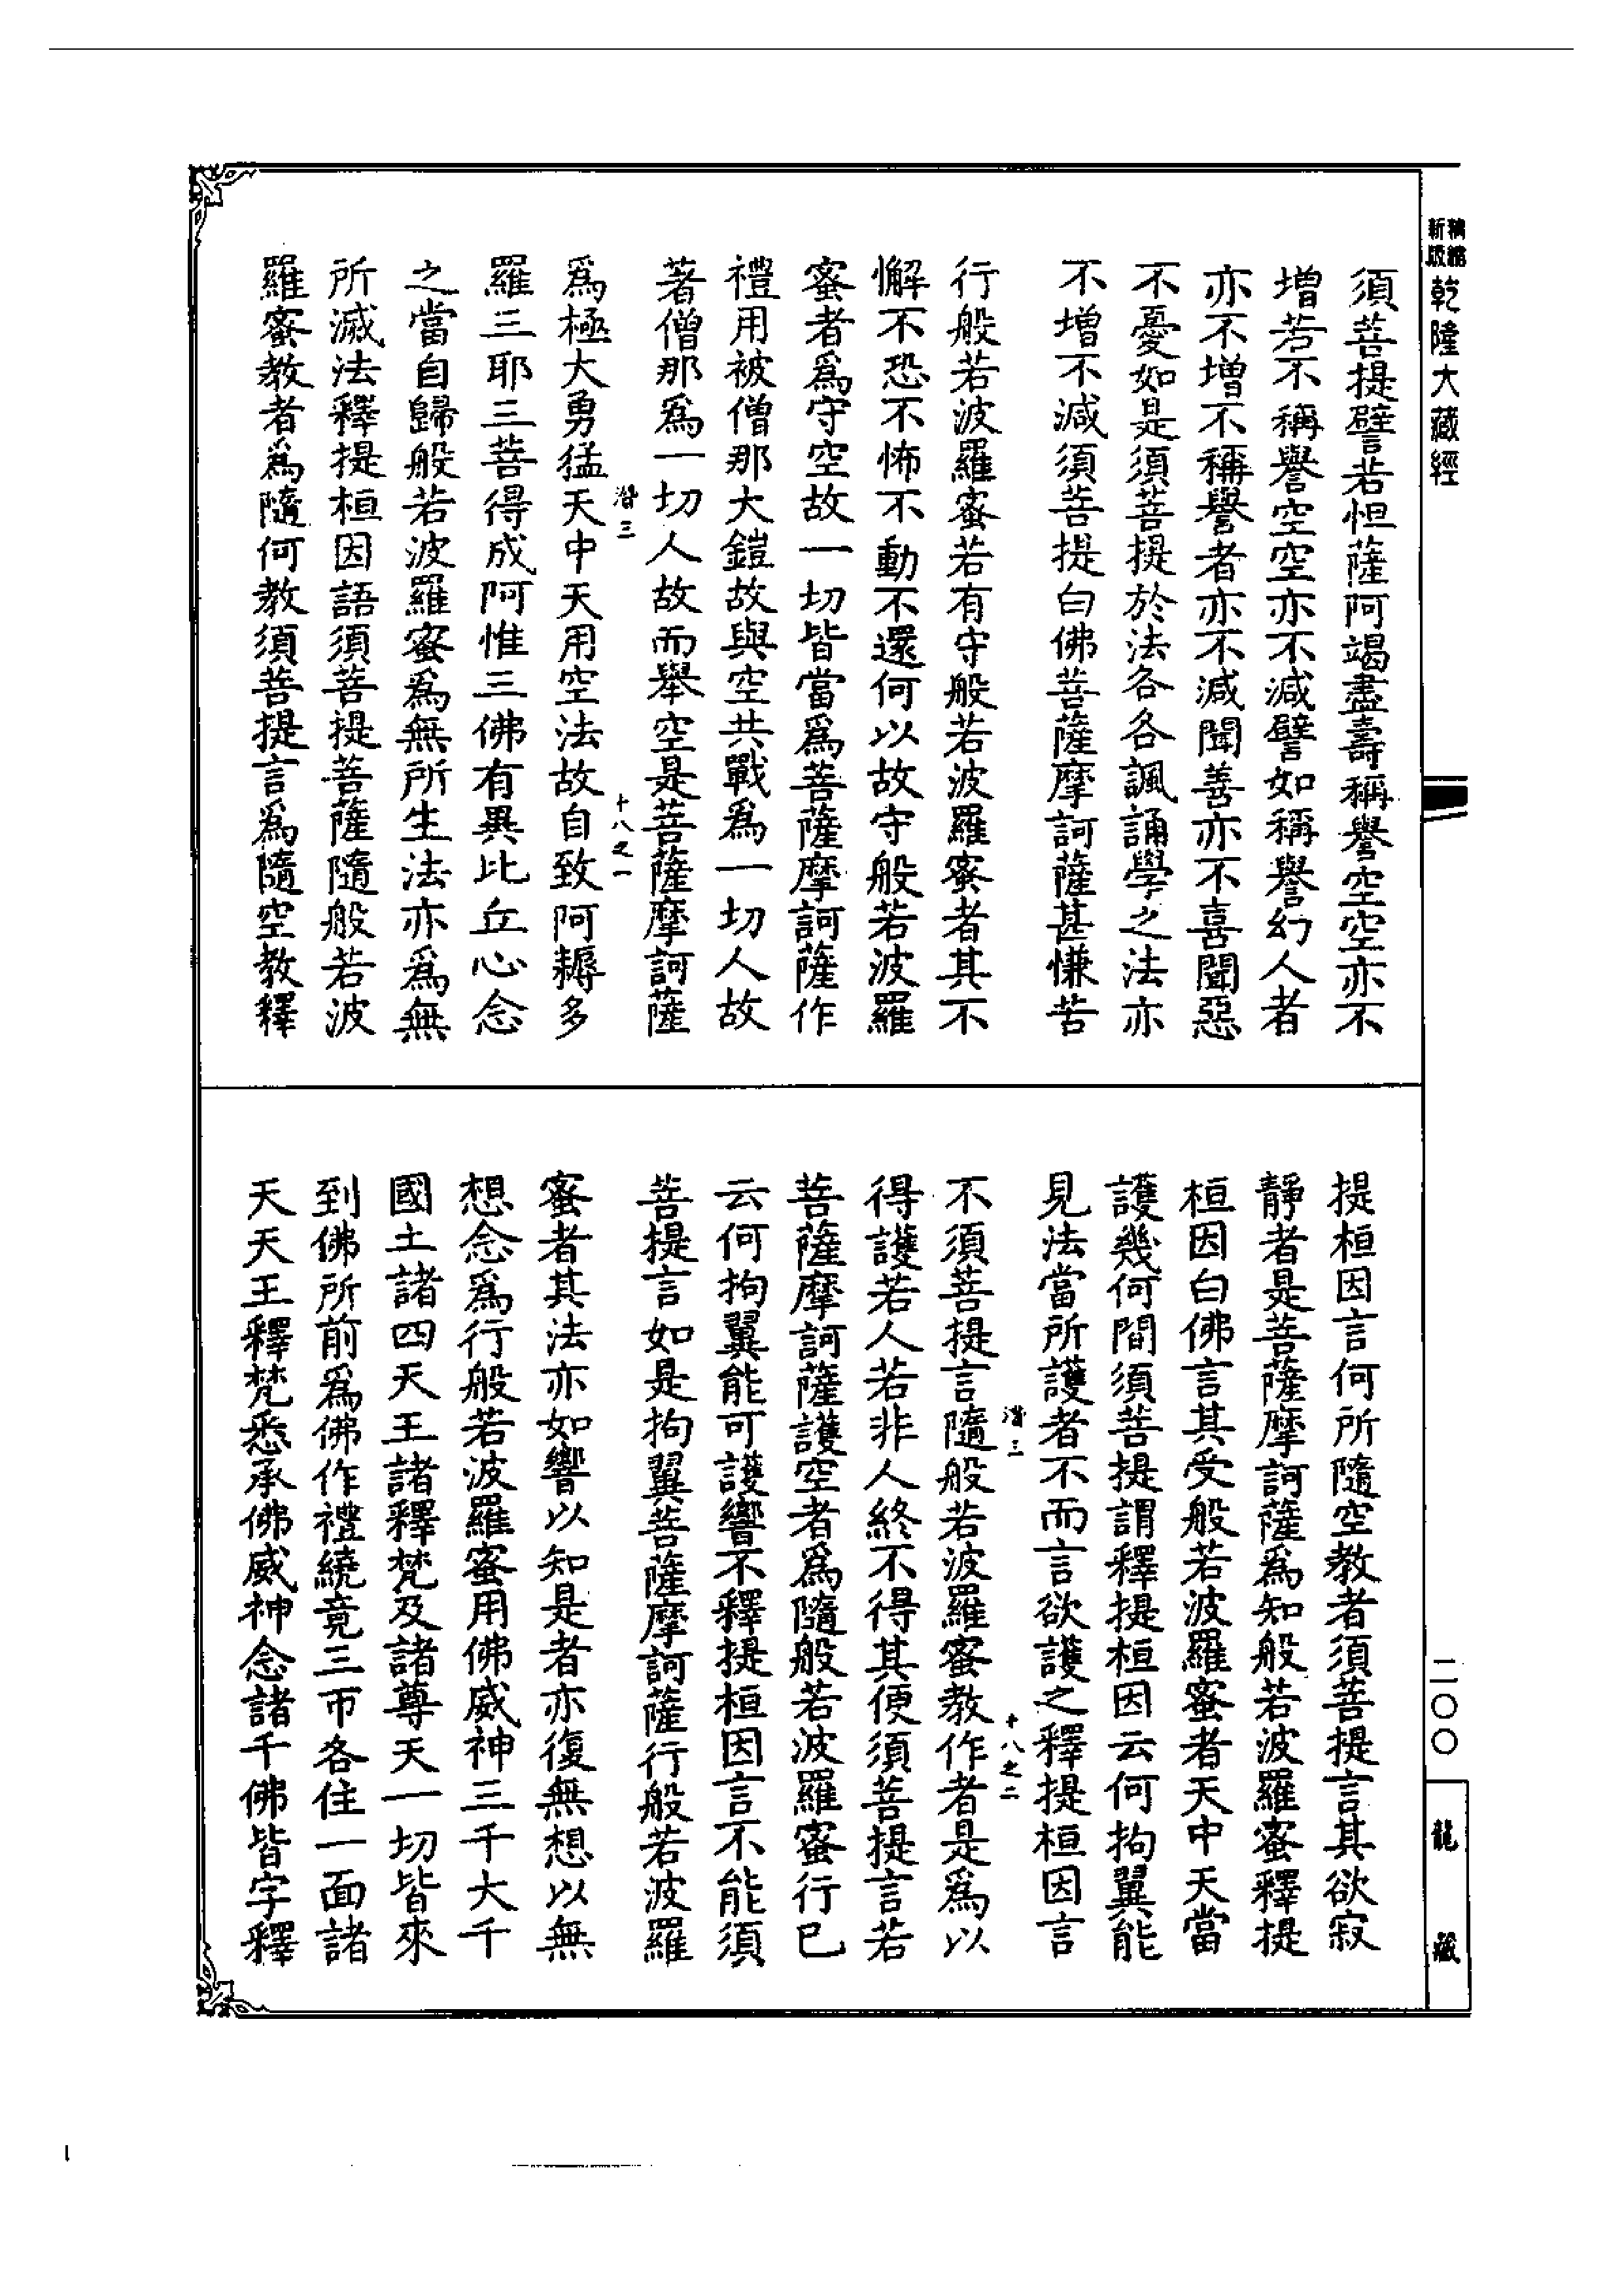 新編
縮版
乾隆大藏經
須菩提譬若怛薩阿竭盡壽稱譽空空亦不
增若不稱譽空空亦不減譬如稱譽幻人者
亦不增不稱譽者亦不減聞善亦不喜聞惡
不憂如是須菩提於法各各諷誦學之法亦
不增不減須菩提白佛菩薩摩訶薩甚慊苦
行般若波羅蜜若有守般若波羅蜜者其不
懈不恐不怖不動不還何以故守般若波羅
蜜者爲守空故一切皆當爲菩薩摩訶薩作
禮用被僧那大鎧故與空共戰爲一切人故
著僧那爲一切人故而舉空是菩薩摩訶薩
潛三
十八之一
爲極大勇猛天中天用空法故自致阿耨多
羅三耶三菩得成阿惟三佛有異比丘心念
之當自歸般若波羅蜜爲無所生法亦爲無
所滅法釋提桓因語須菩提菩薩隨般若波
羅蜜教者爲隨何教須菩提言爲隨空教釋
提桓因言何所隨空教者須菩提言其欲寂
靜者是菩薩摩訶薩爲知般若波羅蜜釋提
桓因白佛言其受般若波羅蜜者天中天當
護幾何間須菩提謂釋提桓因云何拘翼能
見法當所護者不而言欲護之釋提桓因言
潛三
十八之二
不須菩提言隨般若波羅蜜教作者是爲以
得護若人若非人終不得其便須菩提言若
菩薩摩訶薩護空者爲隨般若波羅蜜行已
云何拘翼能可護響不釋提桓因言不能須
菩提言如是拘翼菩薩摩訶薩行般若波羅
蜜者其法亦如響以知是者亦復無想以無
想念爲行般若波羅蜜用佛威神三千大千
國土諸四天王諸釋梵及諸尊天一切皆來
到佛所前爲佛作禮繞竟三帀各住一面諸
天天王釋梵悉承佛威神念諸千佛皆字釋
二〇〇
龍藏